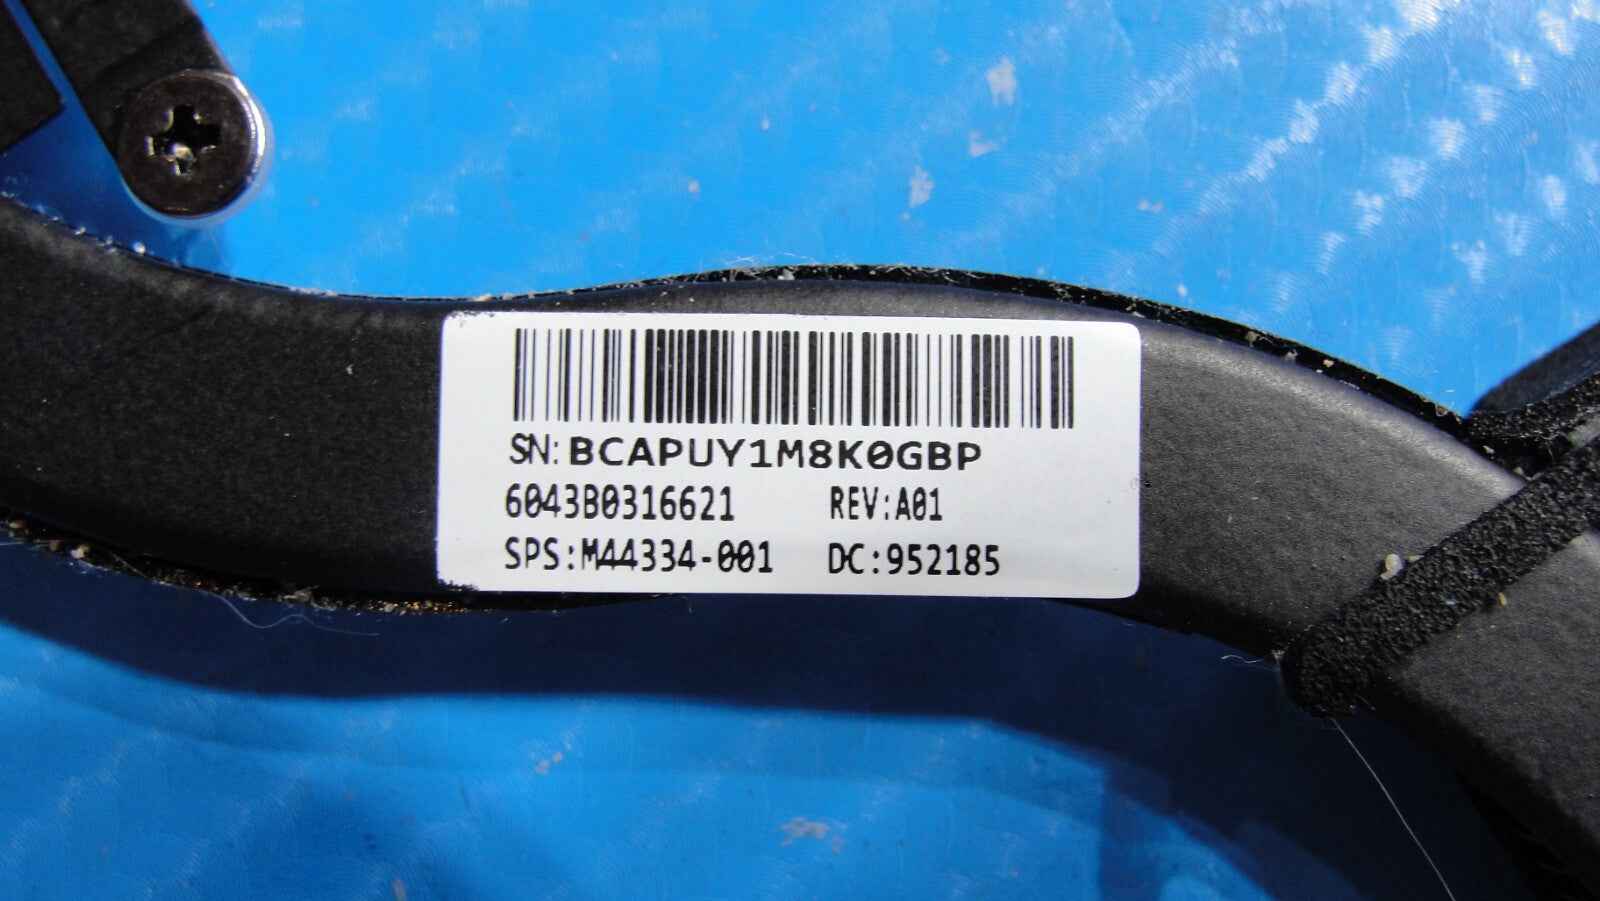 SN:BCAPUY1M8K0GBP
6043B0316621 REV:A01
SPS:M44334-001 DC:952185